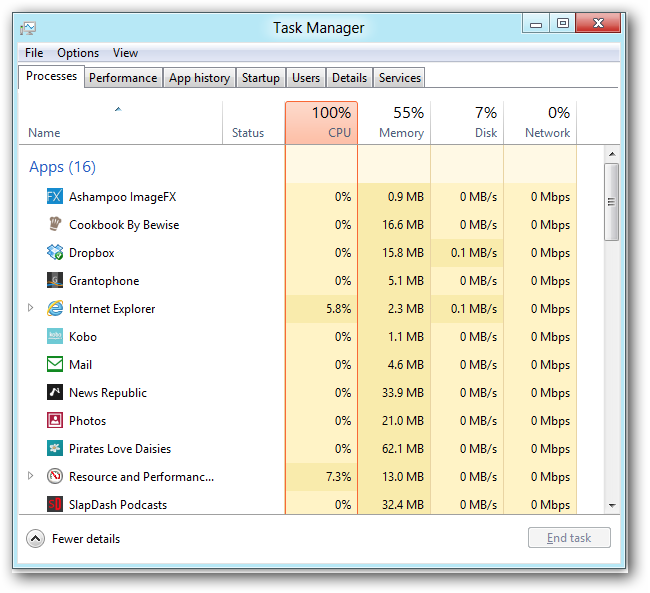 Task Manager
File Options View
Processes Performance App history Startup Users Details Services
100% 55% 7% 0%
Name Status CPU Memory Disk Network
Apps (16)
FX Ashampoo ImageFX 0% 0.9 MB 0 MB/s 0 Mbps
Cookbook By Bewise 0% 16.6 MB 0 MB/s 0 Mbps
Dropbox 0% 15.8 MB 0.1 MB/s 0 Mbps
Grantophone 0% 5.1 MB 0 MB/s 0 Mbps
Internet Explorer 5.8% 2.3 MB 0.1 MB/s 0 Mbps
kobo Kobo 0% 1.1 MB 0 MB/s 0 Mbps
Mail 0% 4.6 MB 0 MB/s 0 Mbps
News Republic 0% 33.9 MB 0 MB/s 0 Mbps
Photos 0% 21.0 MB 0 MB/s 0 Mbps
Pirates Love Daisies 0% 62.1 MB 0 MB/s 0 Mbps
Resource and Performanc... 7.3% 13.0 MB 0 MB/s 0 Mbps
SD SlapDash Podcasts 0% 32.4 MB 0 MB/s 0 Mbps
Fewer details End task